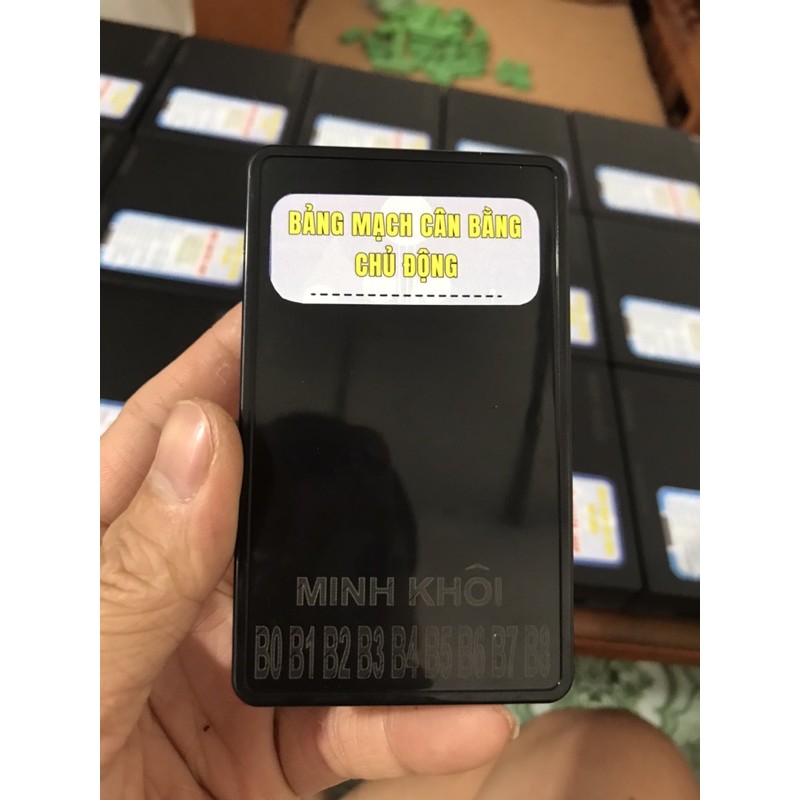 BẢNG MẠCH CÂN BẰNG
CHỦ ĐỘNG
MINH KHÔI
B0 B1 B2 B3 B4 B5 B6 B7 B8